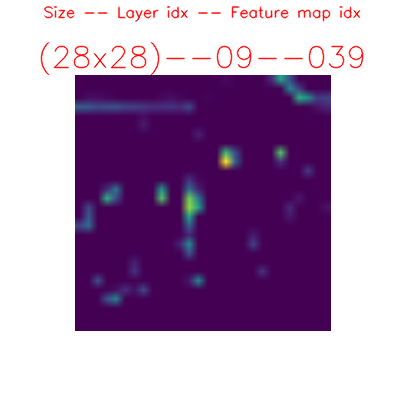 Size -- Layer idx -- Feature map idx
(28x28)--09--039